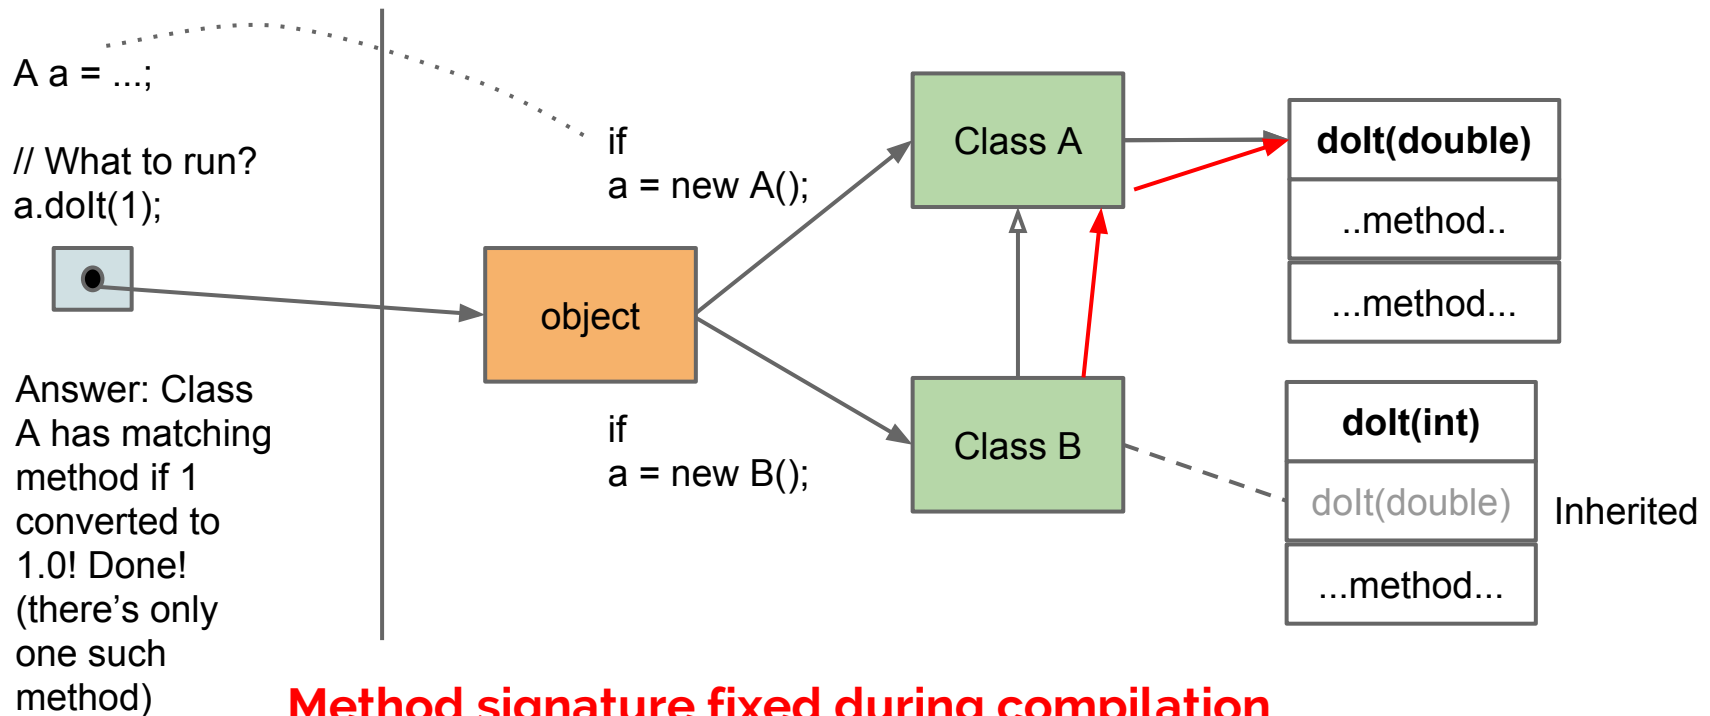 A a = ...;
// What to run?
a.doIt(1);
Answer: Class
A has matching
method if 1
converted to
1.0! Done!
(there's only
one such
method)
if
a = new A();
object
if
a = new B();
Class A
Class B
doIt(double)
..method..
...method...
doIt(int)
doIt(double)
...method...
Inherited
Method signature fixed during compilation